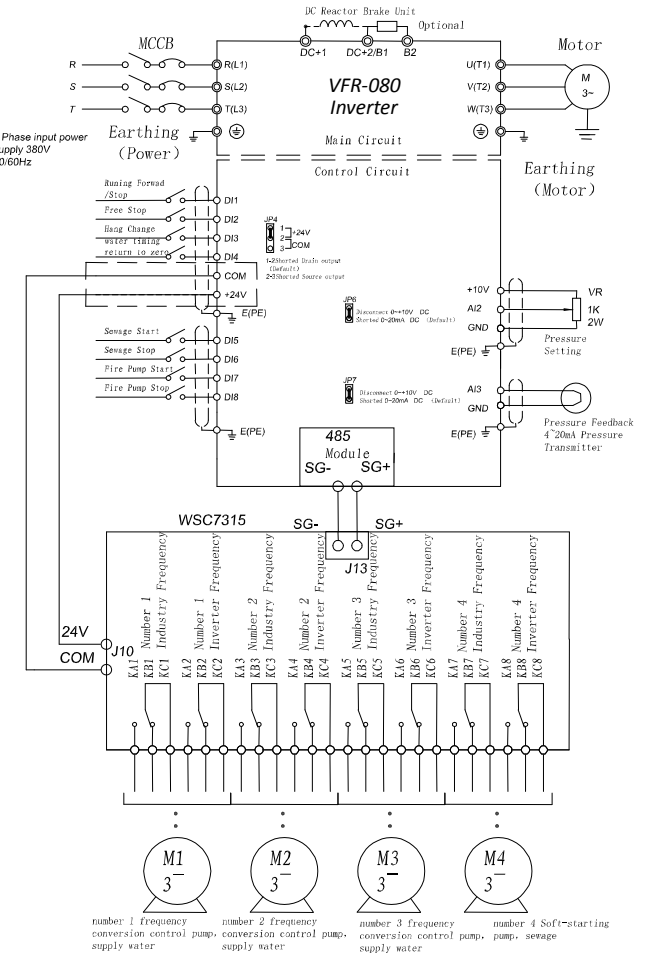 DC Reactor Brake Unit
Optional
MCCB
DC+1
DC+2/B1
B2
Motor
R
R(L1)
U(T1)
S
S(L2)
VFR-080
V(T2)
M
3~
T
T(L3)
Inverter
W(T3)
Phase input power
supply 380V
0/60Hz
Earthing
(Power)
Main Circuit
Control Circuit
Earthing
(Motor)
Runing Forwad
/Stop
DI1
Free Stop
DI2
Hang Change
DI3
water timing
return to zero
DI4
JP4
1
2
3
+24V
COM
1-2Shorted Drain output
(Default)
2-3Shorted Source output
COM
+24V
E(PE)
+10V
VR
AI2
1K
2W
GND
E(PE)
Pressure
Setting
JP6
Disconnect 0~+10V DC
Shorted 0~20mA DC (Default)
Sewage Start
DI5
Sewage Stop
DI6
Fire Pump Start
DI7
Fire Pump Stop
DI8
E(PE)
JP7
Disconnect 0~+10V DC
Shorted 0~20mA DC (Default)
AI3
GND
E(PE)
Pressure Feedback
4~20mA Pressure
Transmitter
485
Module
SG-
SG+
WSC7315
SG-
SG+
J13
24V
COM
J10
KA1
KB1 Number 1
KC1 Industry Frequency
KA2
KB2 Number 1
KC2 Inverter Frequency
KA3
KB3 Number 2
KC3 Industry Frequency
KA4
KB4 Number 2
KC4 Inverter Frequency
KA5
KB5 Number 3
KC5 Industry Frequency
KA6
KB6 Number 3
KC6 Inverter Frequency
KA7
KB7 Number 4
KC7 Industry Frequency
KA8
KB8 Number 4
KC8 Inverter Frequency
M1
3
M2
3
M3
3
M4
3
number 1 frequency
conversion control pump,
supply water
number 2 frequency
conversion control pump,
supply water
number 3 frequency
conversion control pump,
supply water
number 4 Soft-starting
pump, sewage